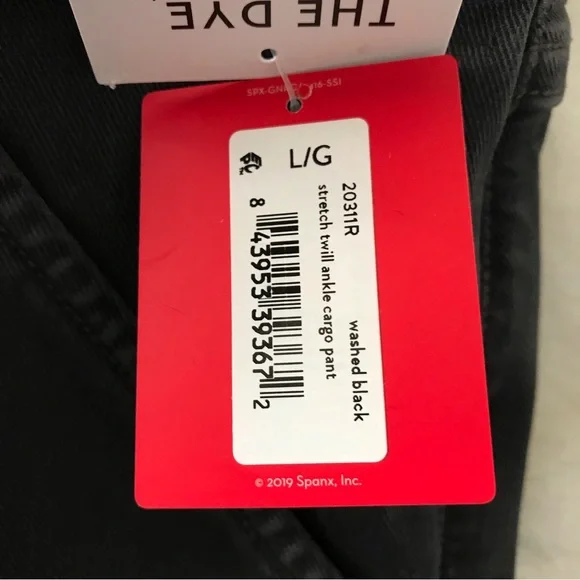 THE DYE.
L/G
20311R washed black
stretch twill ankle cargo pant
8 43953 39367 2
© 2019 Spanx, Inc.